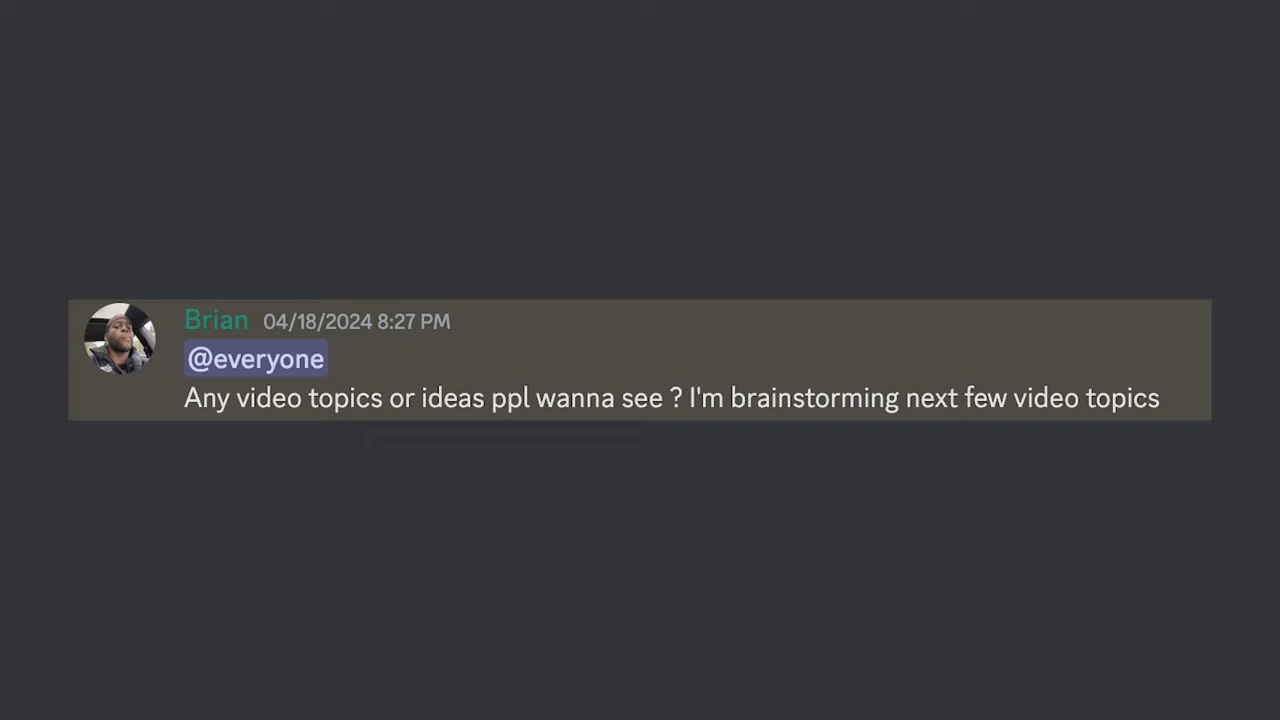 Brian 04/18/2024 8:27 PM
@everyone
Any video topics or ideas ppl wanna see ? I'm brainstorming next few video topics